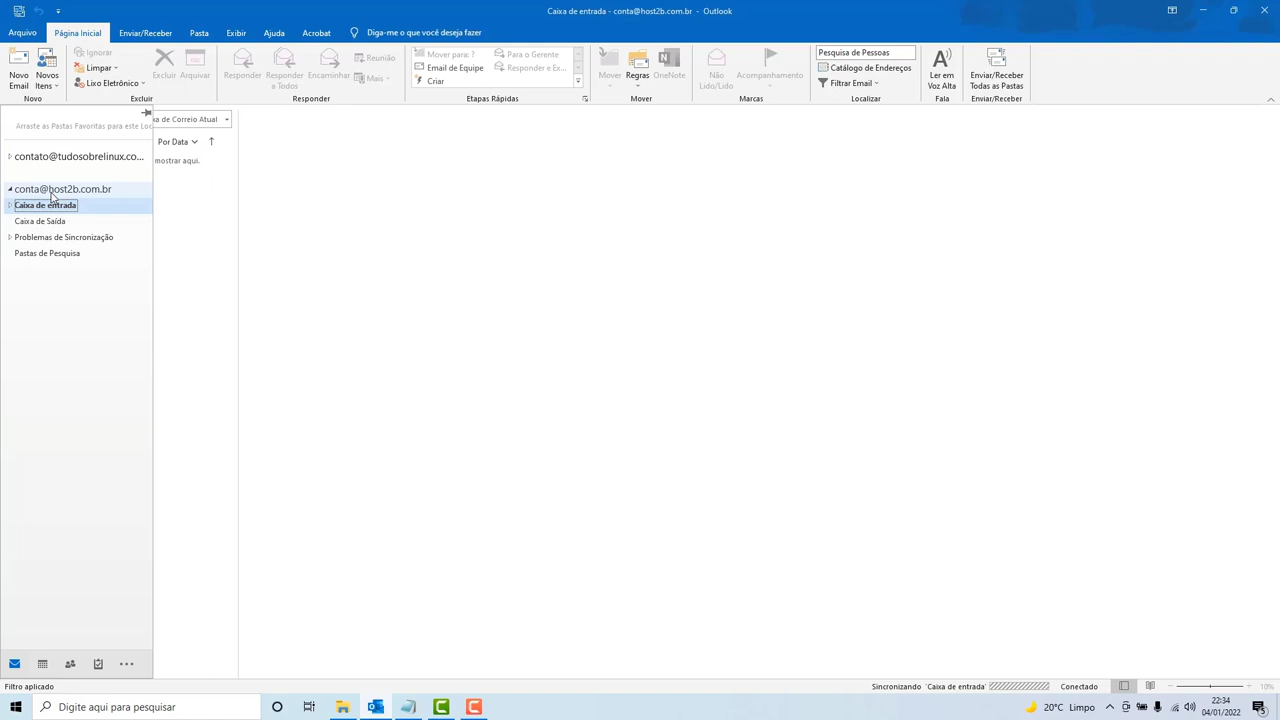 Caixa de entrada - conta@host2b.com.br - Outlook
Arquivo Página Inicial Enviar/Receber Pasta Exibir Ajuda Acrobat Diga-me o que você deseja fazer
Novo Email
Novos Itens
Novo
Ignorar
Limpar
Lixo Eletrônico
Excluir
Arquivar
Excluir
Responder
Responder a Todos
Encaminhar
Reunião
Mais
Responder
Mover para: ?
Email de Equipe
Criar
Para o Gerente
Responder e Ex...
Etapas Rápidas
Mover
Regras
OneNote
Mover
Não Lido/Lido
Acompanhamento
Marcas
Pesquisa de Pessoas
Catálogo de Endereços
Filtrar Email
Localizar
Ler em Voz Alta
Fala
Enviar/Receber Todas as Pastas
Enviar/Receber
Arraste as Pastas Favoritas para este Loc
xa de Correio Atual
Por Data
mostrar aqui.
contato@tudosobrelinux.co...
conta@host2b.com.br
Caixa de entrada
Caixa de Saída
Problemas de Sincronização
Pastas de Pesquisa
Filtro aplicado
Sincronizando 'Caixa de entrada'
Conectado
10%
Digite aqui para pesquisar
20°C Limpo
22:34
04/01/2022